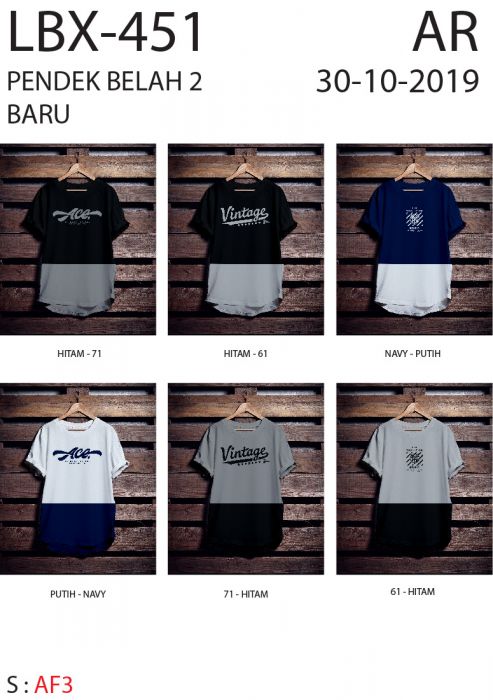 LBX-451
AR
PENDEK BELAH 2
30-10-2019
BARU
Ace.
Vintage
HITAM - 71
HITAM - 61
NAVY - PUTIH
Ace.
Vintage
PUTIH - NAVY
71 - HITAM
61 - HITAM
S : AF3